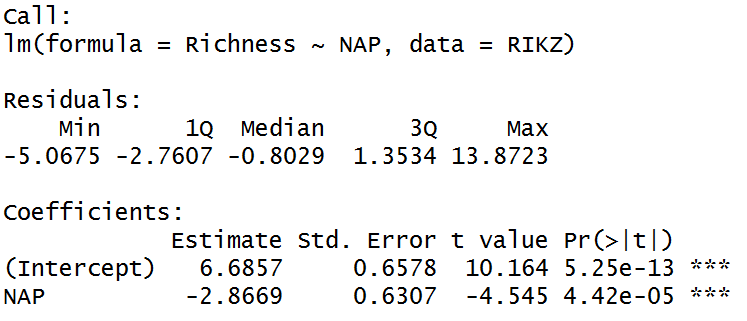 Call:
lm(formula = Richness ~ NAP, data = RIKZ)
Residuals:
Min 1Q Median 3Q Max
-5.0675 -2.7607 -0.8029 1.3534 13.8723
Coefficients:
Estimate Std. Error t value Pr(>|t|)
(Intercept) 6.6857 0.6578 10.164 5.25e-13 ***
NAP -2.8669 0.6307 -4.545 4.42e-05 ***